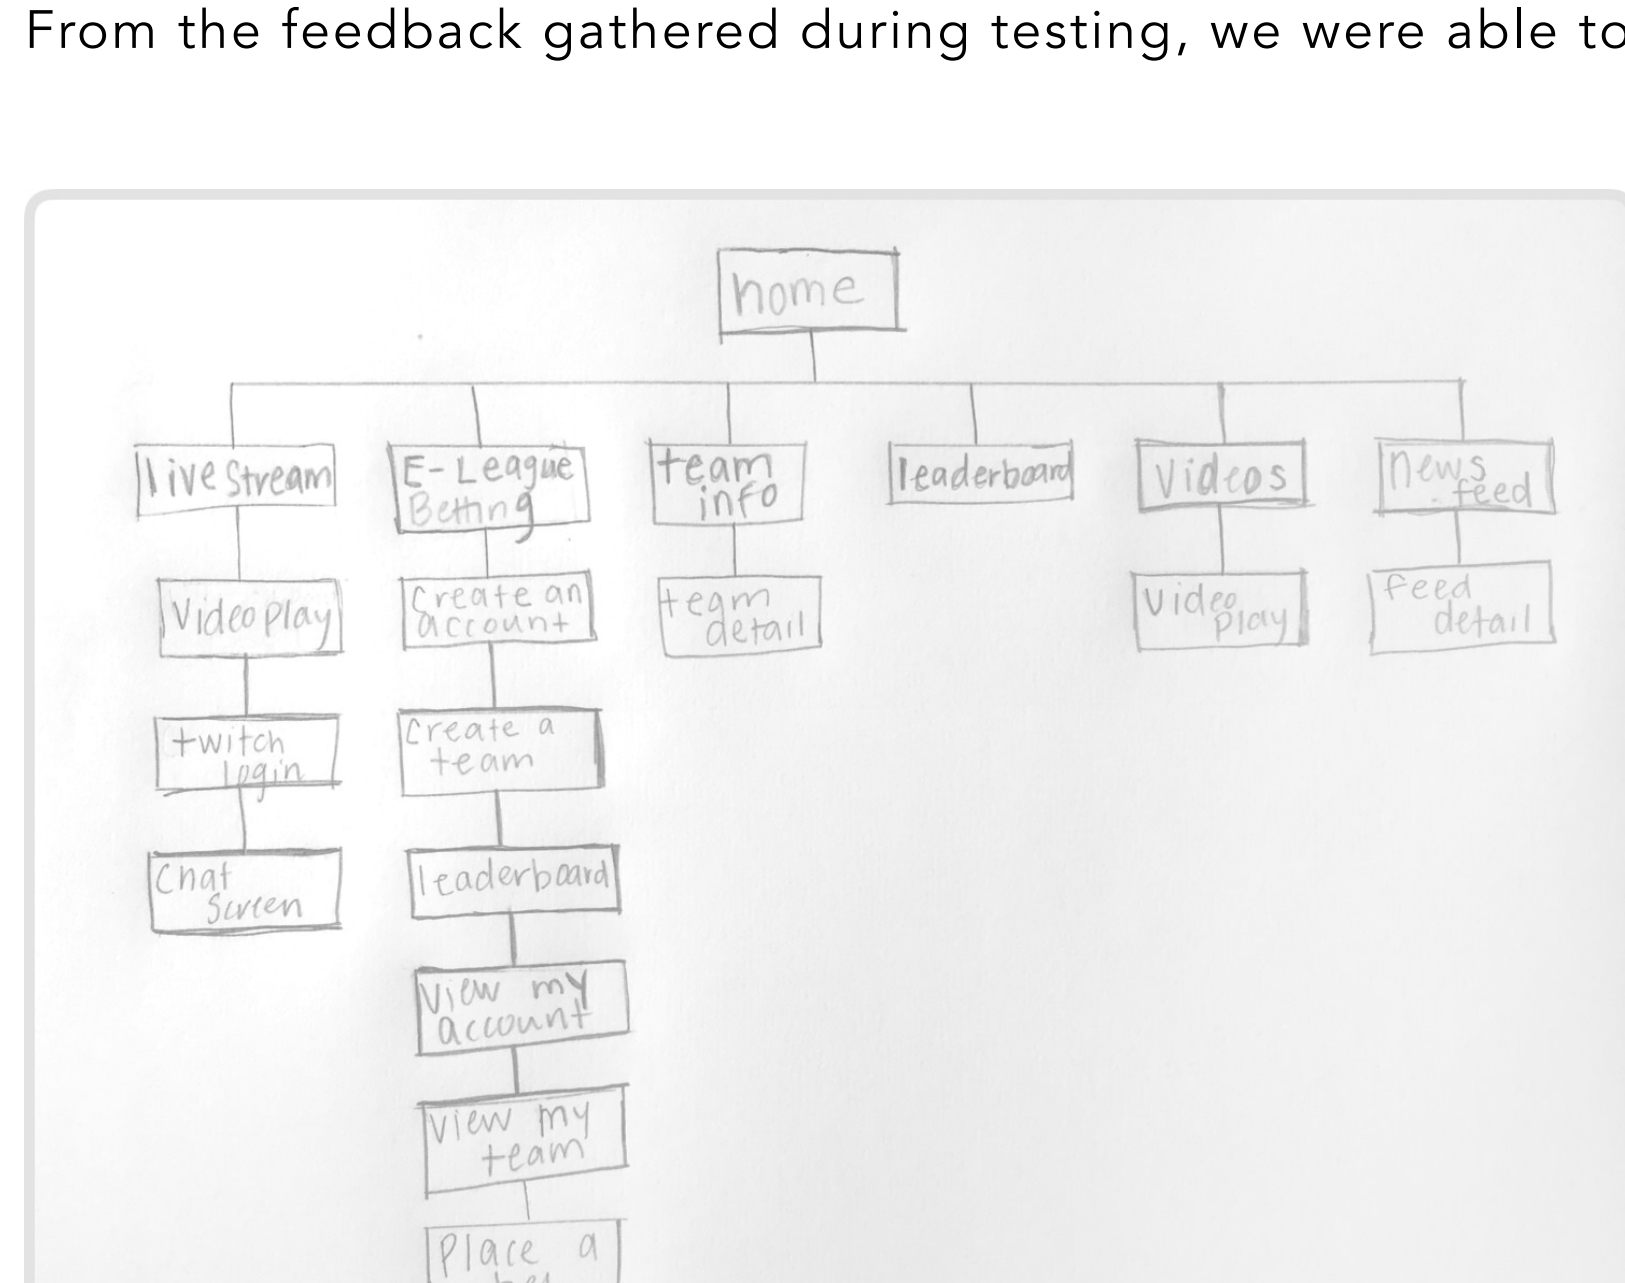 From the feedback gathered during testing, we were able to
home
live stream
E-League
Betting
team
info
leaderboard
Videos
news
feed
Video play
Create an
account
team
detail
Video
play
feed
detail
twitch
login
Create a
team
Chat
Screen
leaderboard
View my
account
View my
team
Place a